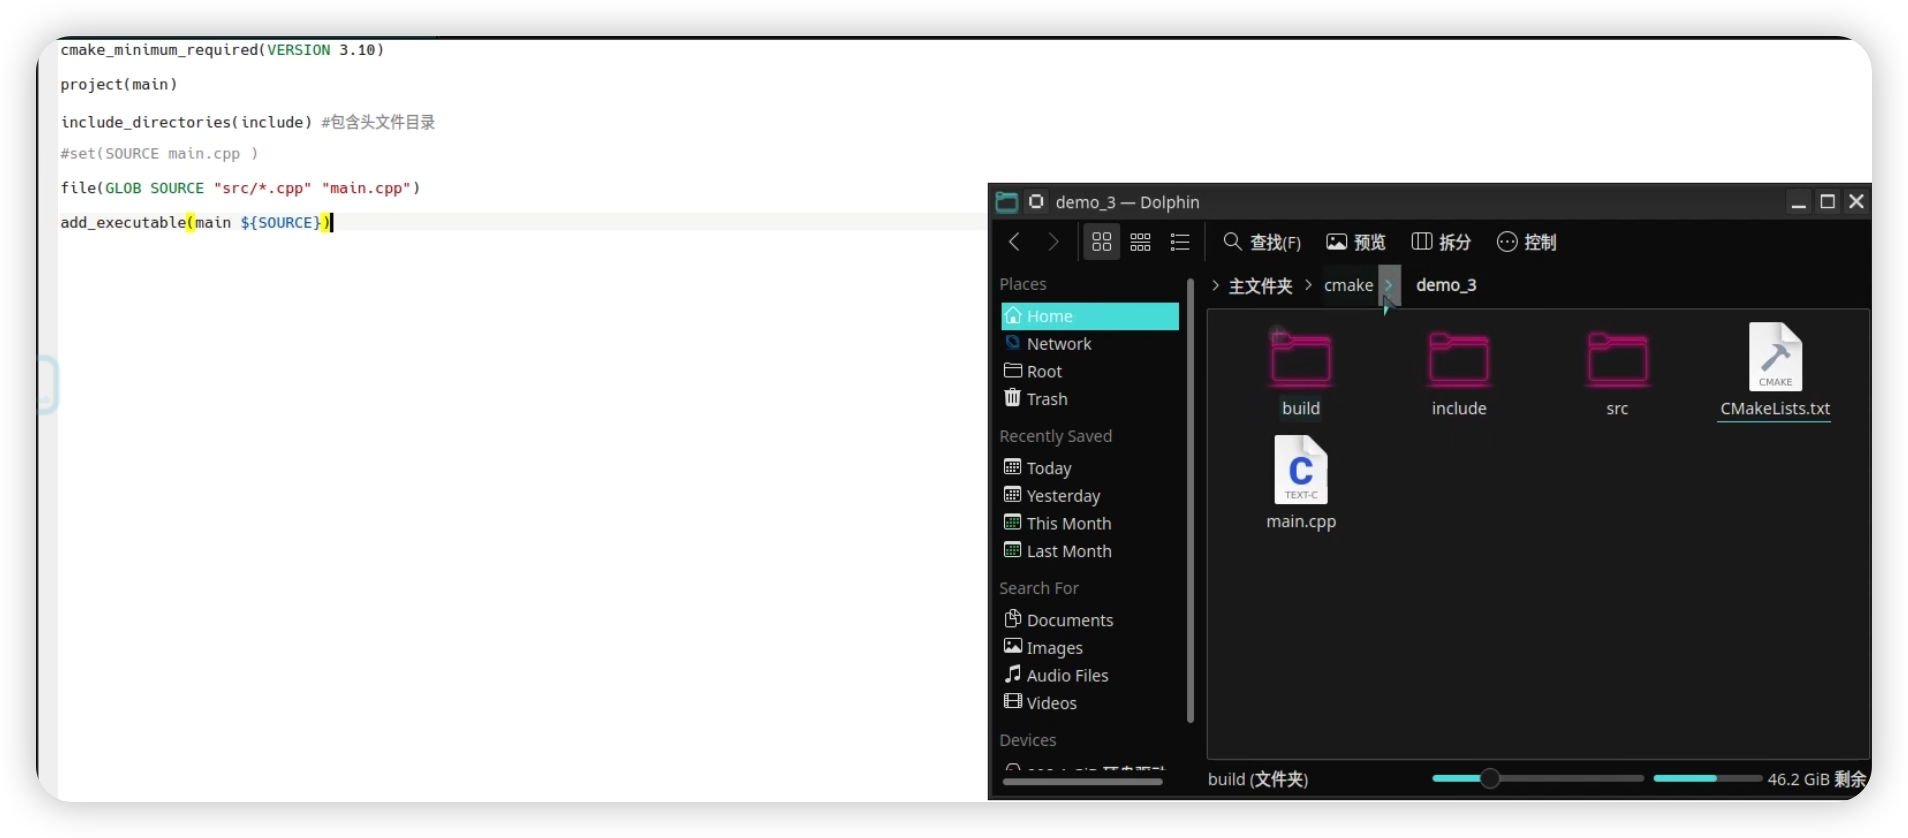 cmake_minimum_required(VERSION 3.10)
project(main)
include_directories(include) #包含头文件目录
#set(SOURCE main.cpp )
file(GLOB SOURCE "src/*.cpp" "main.cpp")
add_executable(main ${SOURCE})
demo_3 — Dolphin
查找(F) 预览 拆分 控制
Places
Home
Network
Root
Trash
Recently Saved
Today
Yesterday
This Month
Last Month
Search For
Documents
Images
Audio Files
Videos
Devices
> 主文件夹 > cmake > demo_3
build include src CMAKE
CMakeLists.txt
C
TEXT-C
main.cpp
build (文件夹) 46.2 GiB 剩余